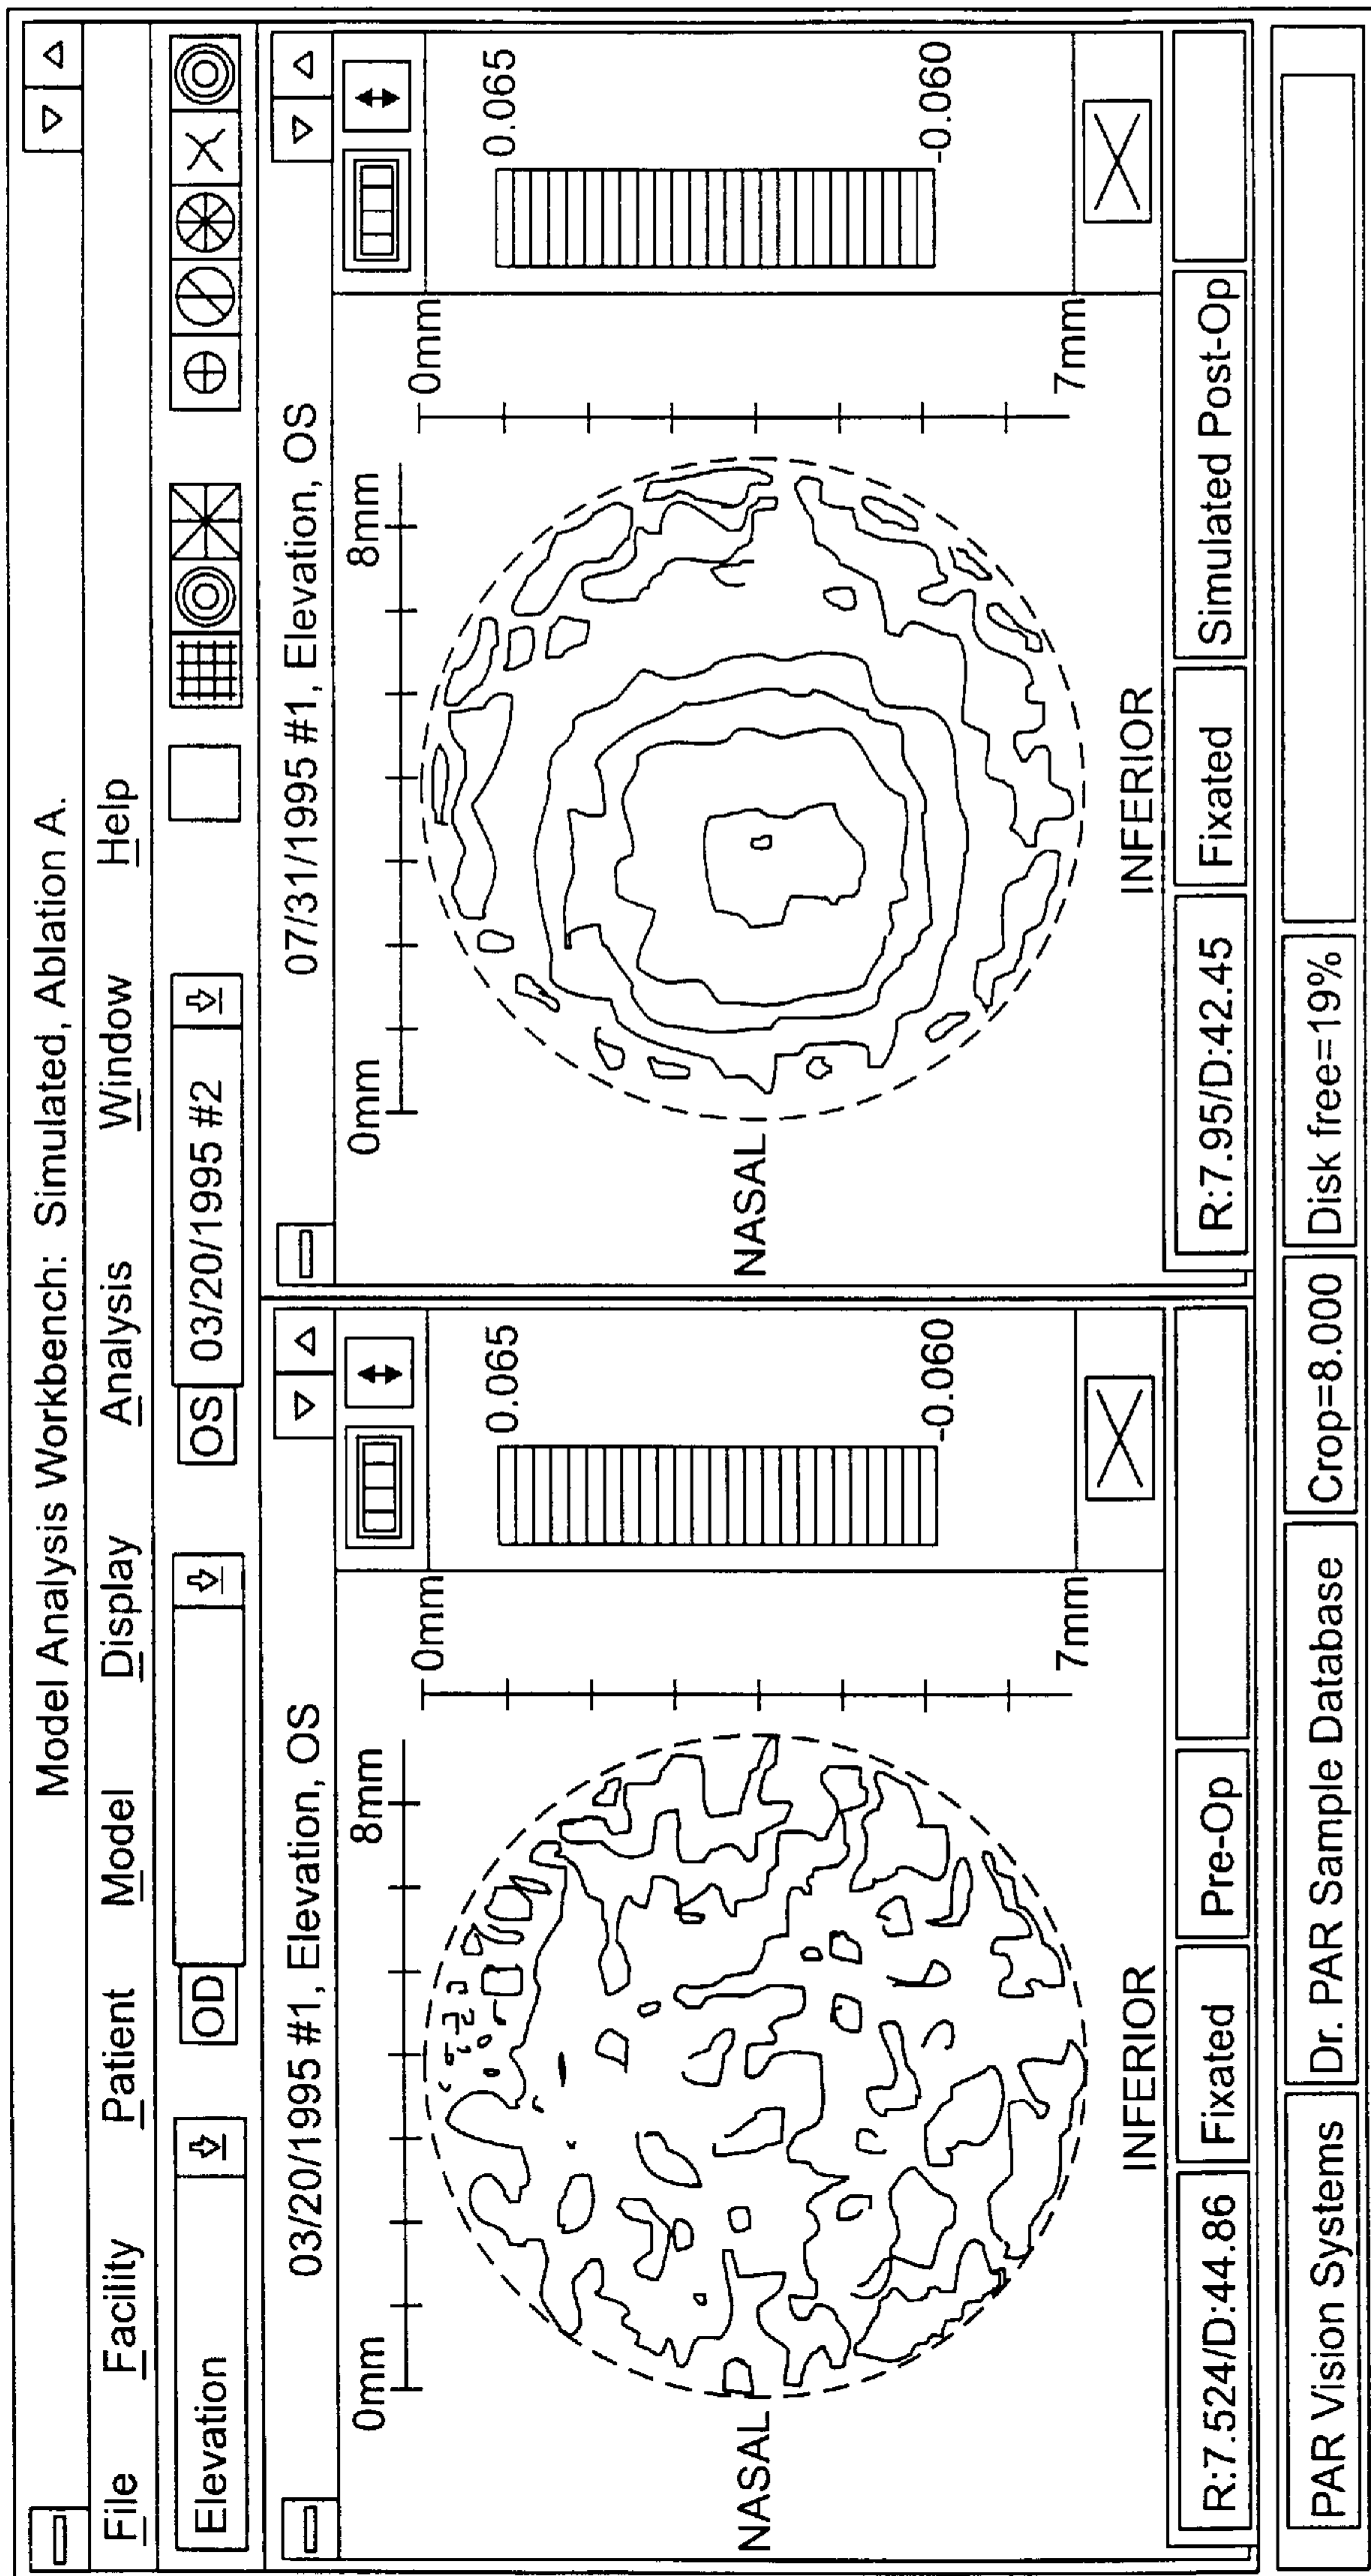 Model Analysis Workbench: Simulated, Ablation A.
File Facility Patient Model Display Analysis Window Help
Elevation OD OS 03/20/1995 #2
03/20/1995 #1, Elevation, OS
0mm 8mm
0mm
0.065
-0.060
7mm
NASAL
INFERIOR
R:7.524/D:44.86 Fixated Pre-Op
07/31/1995 #1, Elevation, OS
0mm 8mm
0mm
0.065
-0.060
7mm
NASAL
INFERIOR
R:7.95/D:42.45 Fixated Simulated Post-Op
PAR Vision Systems Dr. PAR Sample Database Crop=8.000 Disk free=19%